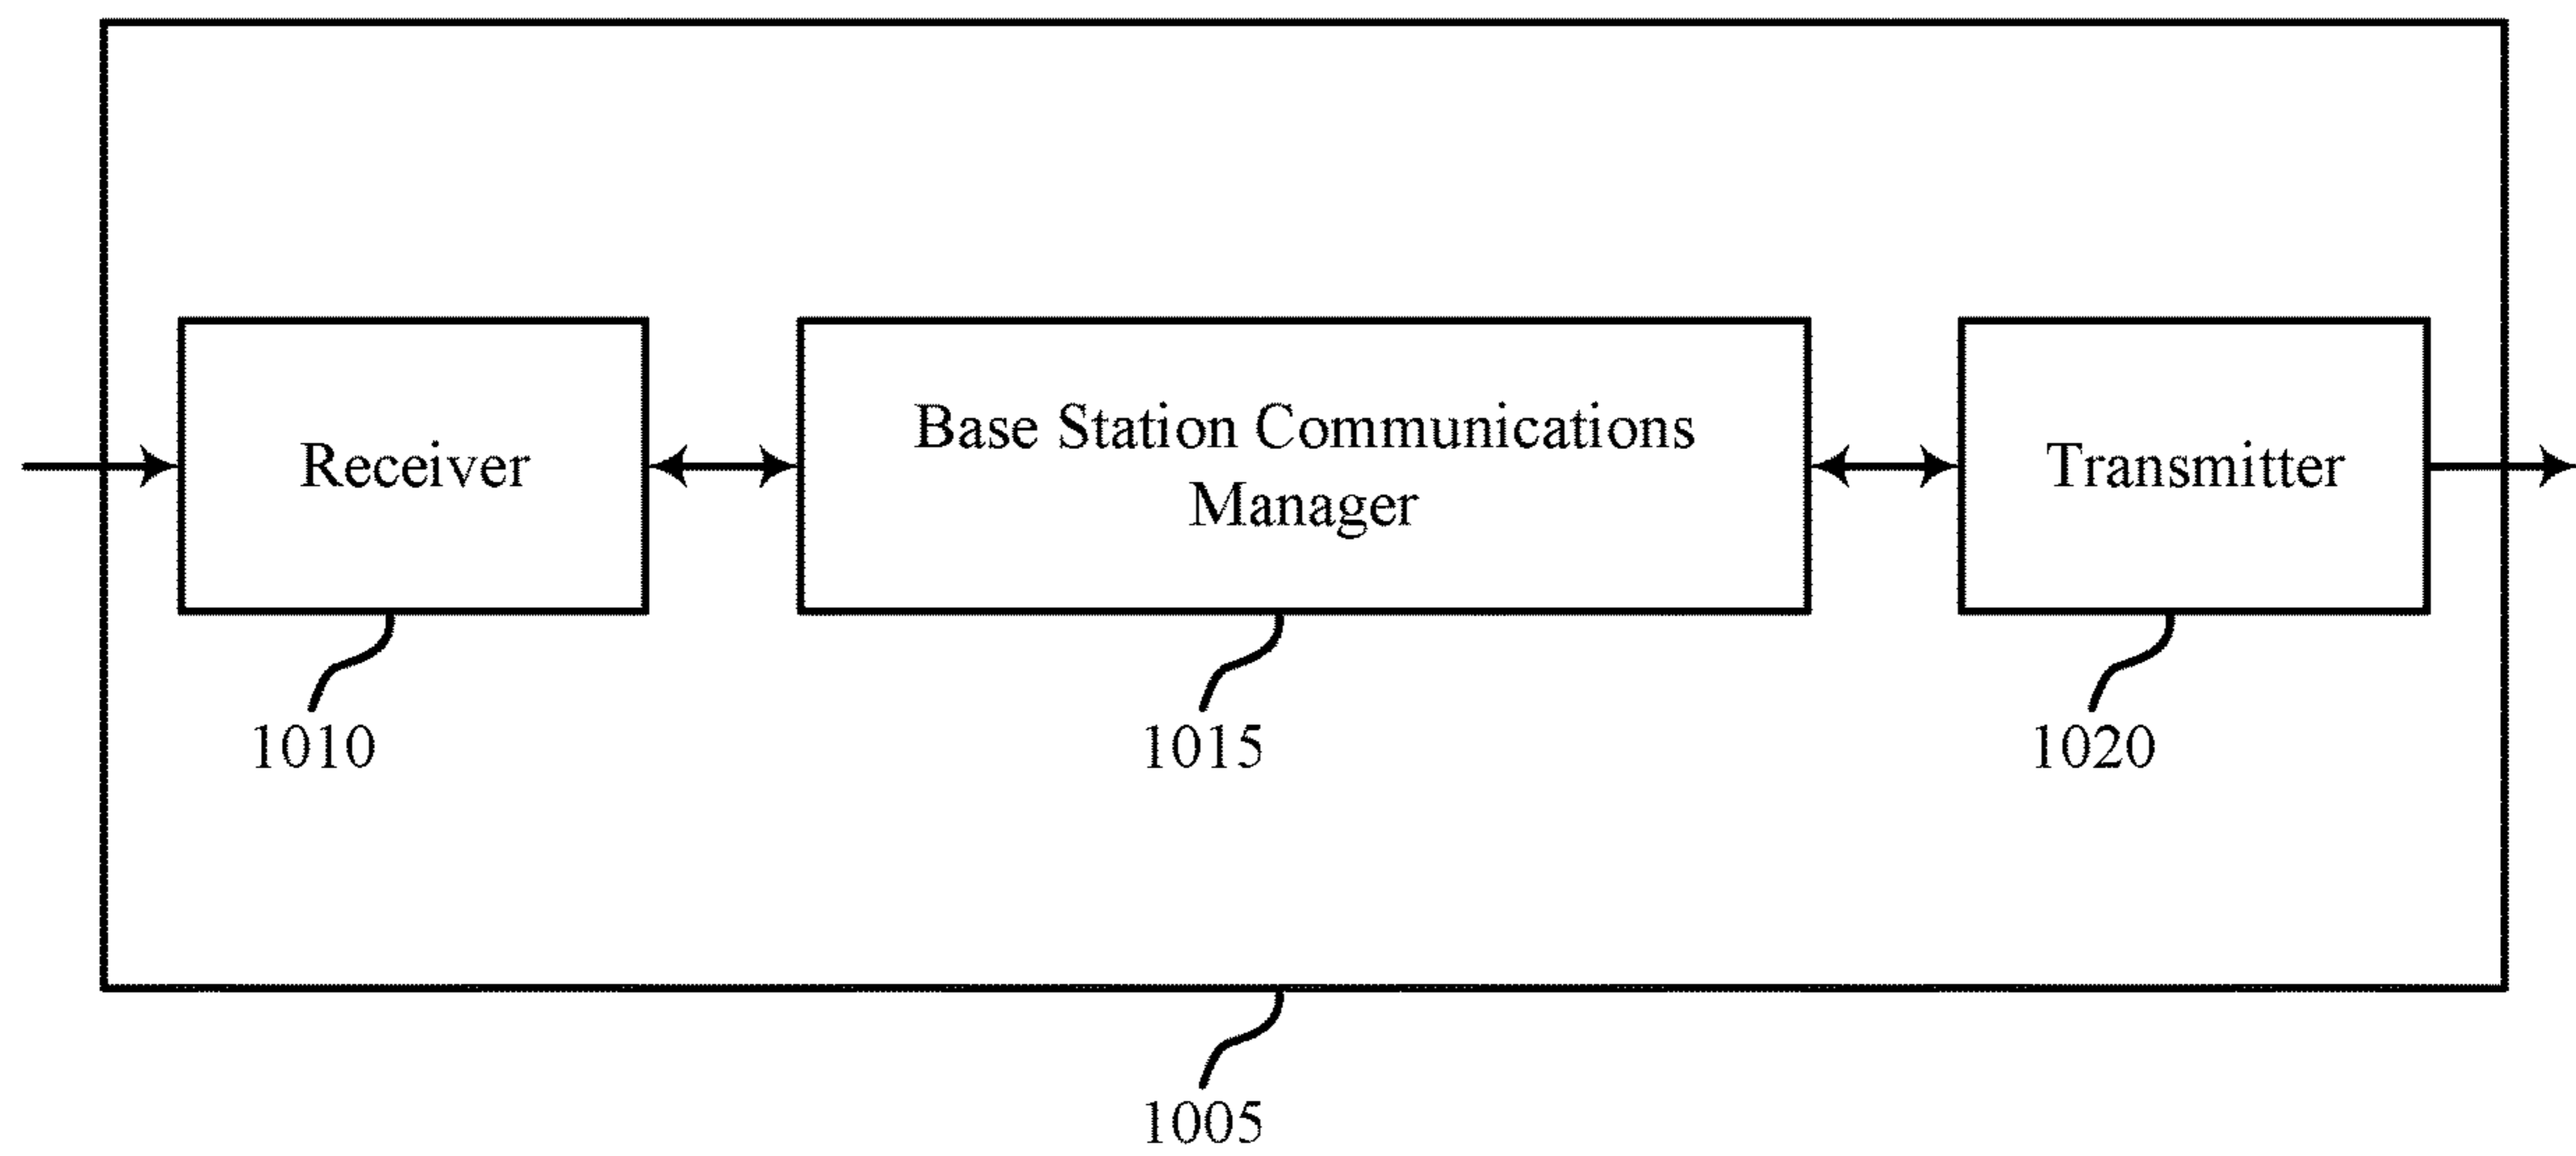 Receiver
Base Station Communications
Manager
Transmitter
1010
1015
1020
1005